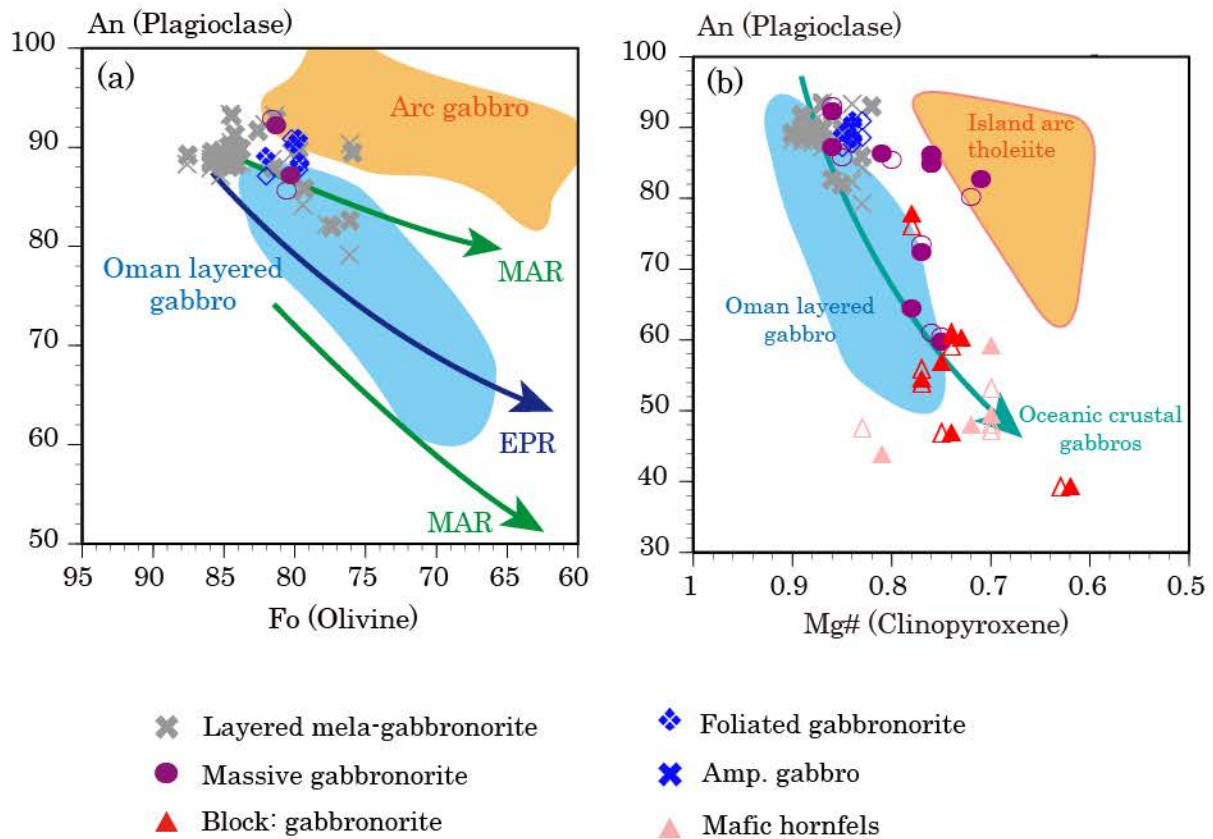 An (Plagioclase)
100
90
80
70
60
50
(a)
Arc gabbro
Oman layered
gabbro
MAR
EPR
MAR
95
90
85
80
75
70
65
60
Fo (Olivine)
An (Plagioclase)
100
90
80
70
60
50
40
30
(b)
Island arc
tholeiite
Oman layered
gabbro
Oceanic crustal
gabbros
1
0.9
0.8
0.7
0.6
0.5
Mg# (Clinopyroxene)
Layered mela-gabbronorite
Massive gabbronorite
Block: gabbronorite
Foliated gabbronorite
Amp. gabbro
Mafic hornfels